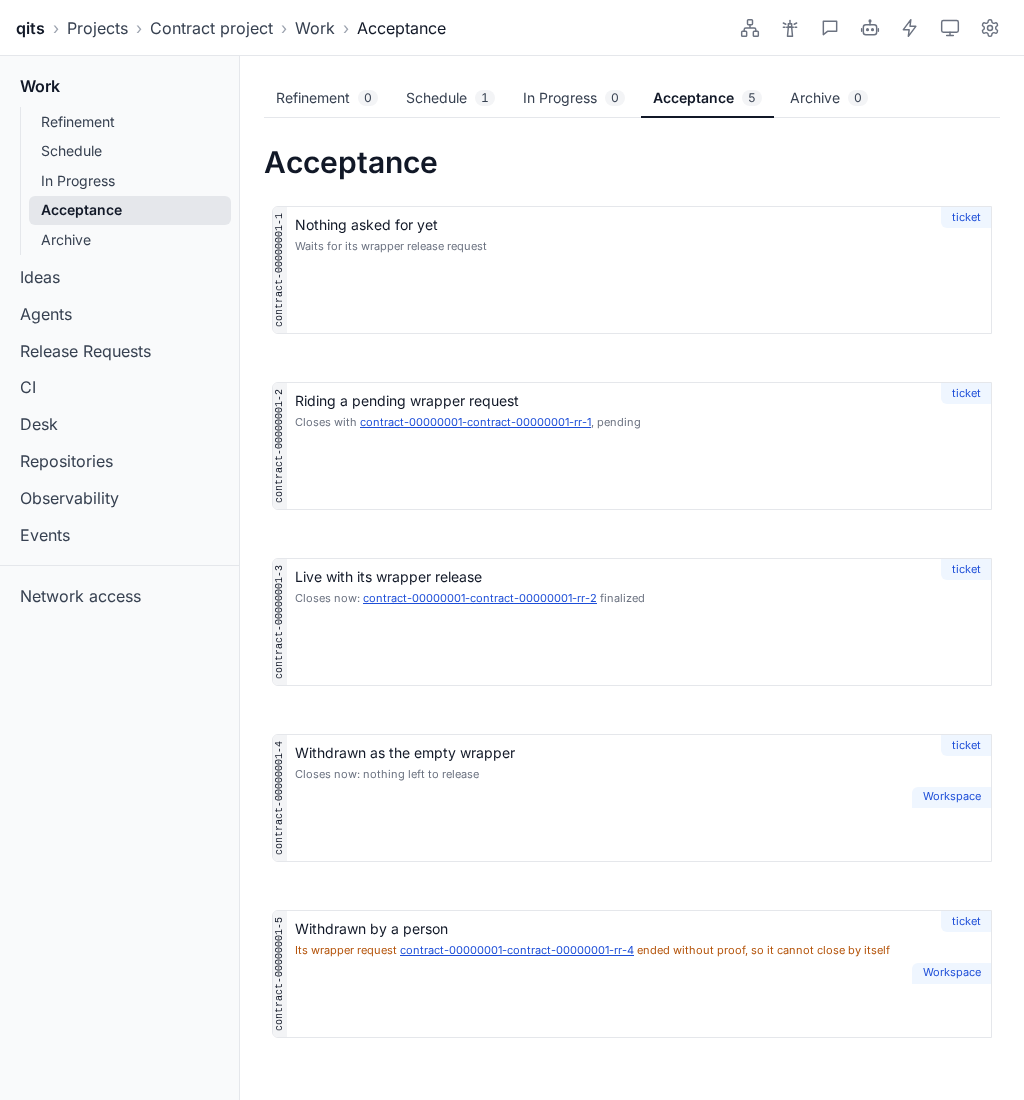 qits › Projects › Contract project › Work › Acceptance
Work
Refinement
Schedule
In Progress
Acceptance
Archive
Ideas
Agents
Release Requests
CI
Desk
Repositories
Observability
Events
Network access
Refinement 0 Schedule 1 In Progress 0 Acceptance 5 Archive 0
Acceptance
contract-00000001-1
Nothing asked for yet
ticket
Waits for its wrapper release request
contract-00000001-2
Riding a pending wrapper request
ticket
Closes with contract-00000001-contract-00000001-rr-1, pending
contract-00000001-3
Live with its wrapper release
ticket
Closes now: contract-00000001-contract-00000001-rr-2 finalized
contract-00000001-4
Withdrawn as the empty wrapper
ticket
Closes now: nothing left to release
Workspace
contract-00000001-5
Withdrawn by a person
ticket
Its wrapper request contract-00000001-contract-00000001-rr-4 ended without proof, so it cannot close by itself
Workspace